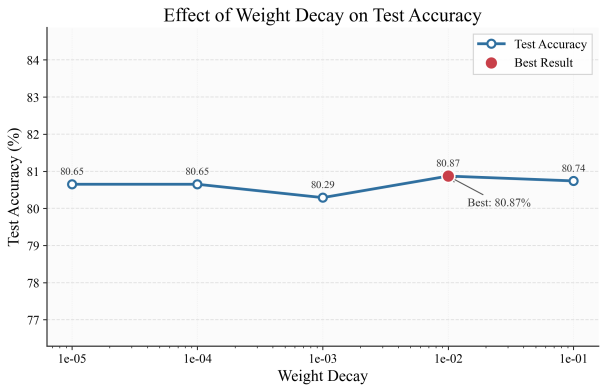 Effect of Weight Decay on Test Accuracy
Test Accuracy
Best Result
Test Accuracy (%)
84
83
82
81
80
79
78
77
80.65
80.65
80.29
80.87
80.74
Best: 80.87%
1e-05
1e-04
1e-03
1e-02
1e-01
Weight Decay